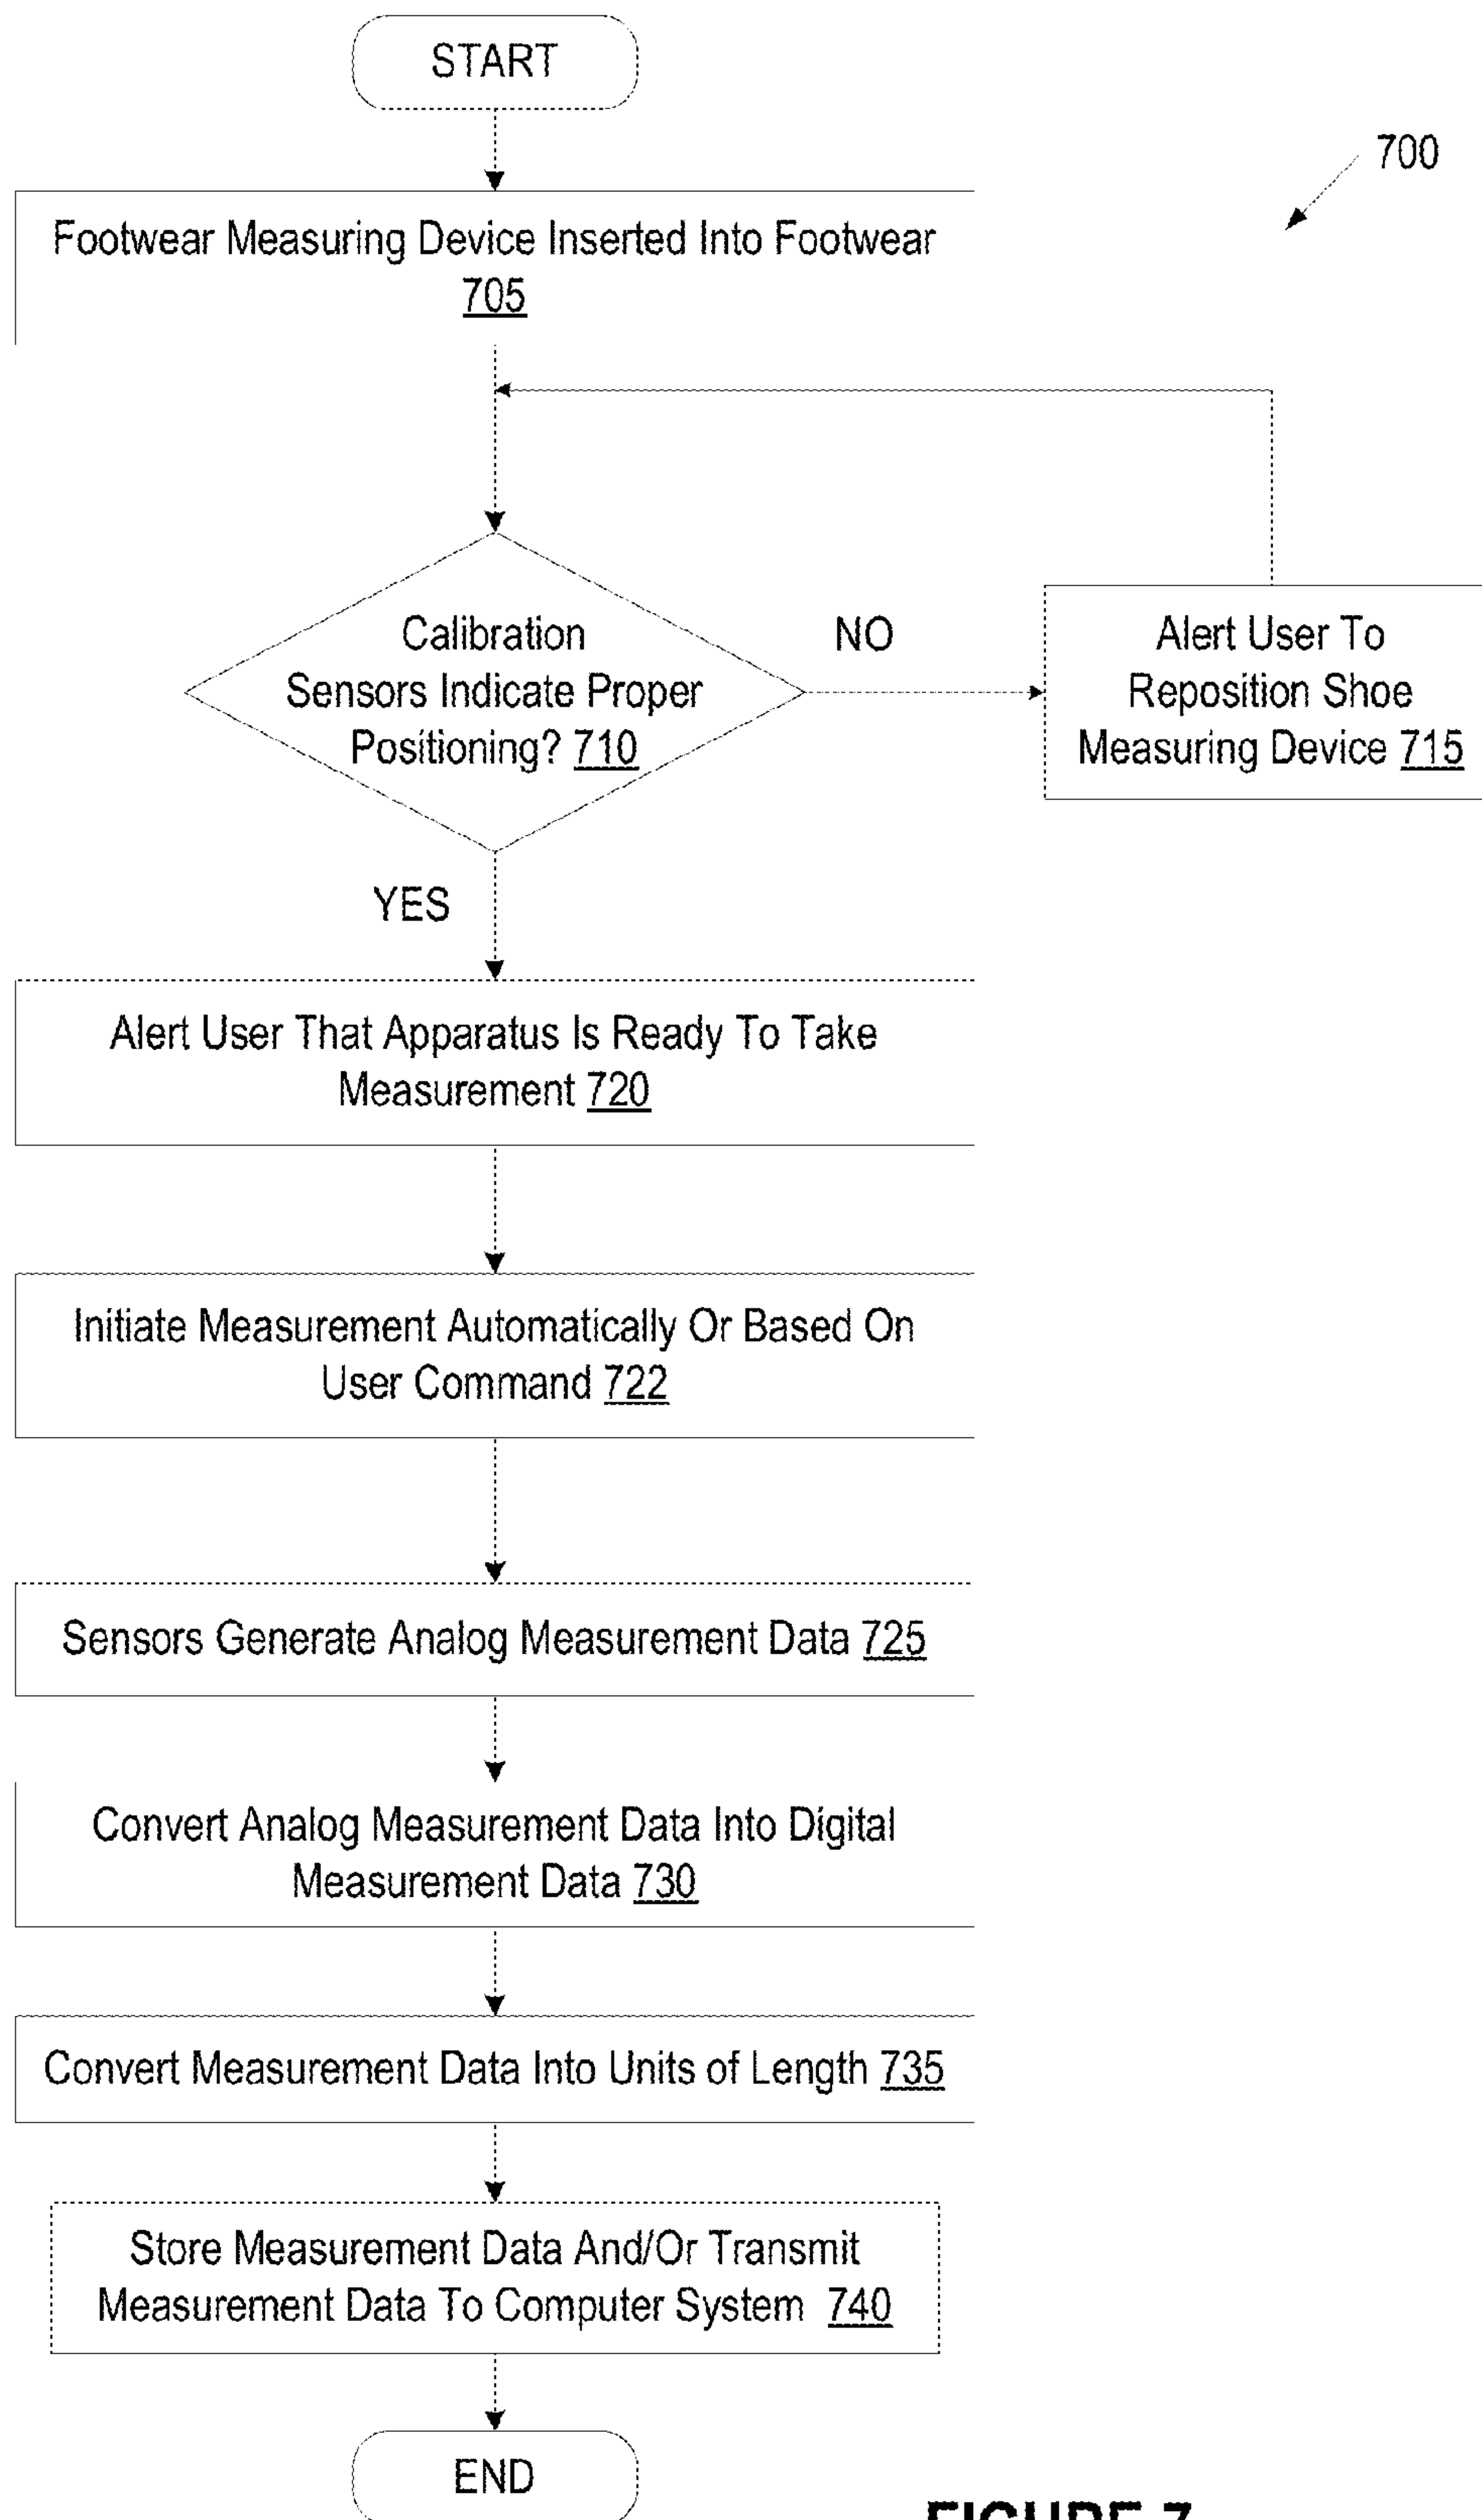 START
700
Footwear Measuring Device Inserted Into Footwear
705
Calibration
Sensors Indicate Proper
Positioning? 710
NO
Alert User To
Reposition Shoe
Measuring Device 715
YES
Alert User That Apparatus Is Ready To Take
Measurement 720
Initiate Measurement Automatically Or Based On
User Command 722
Sensors Generate Analog Measurement Data 725
Convert Analog Measurement Data Into Digital
Measurement Data 730
Convert Measurement Data Into Units of Length 735
Store Measurement Data And/Or Transmit
Measurement Data To Computer System 740
END
FIGURE 7